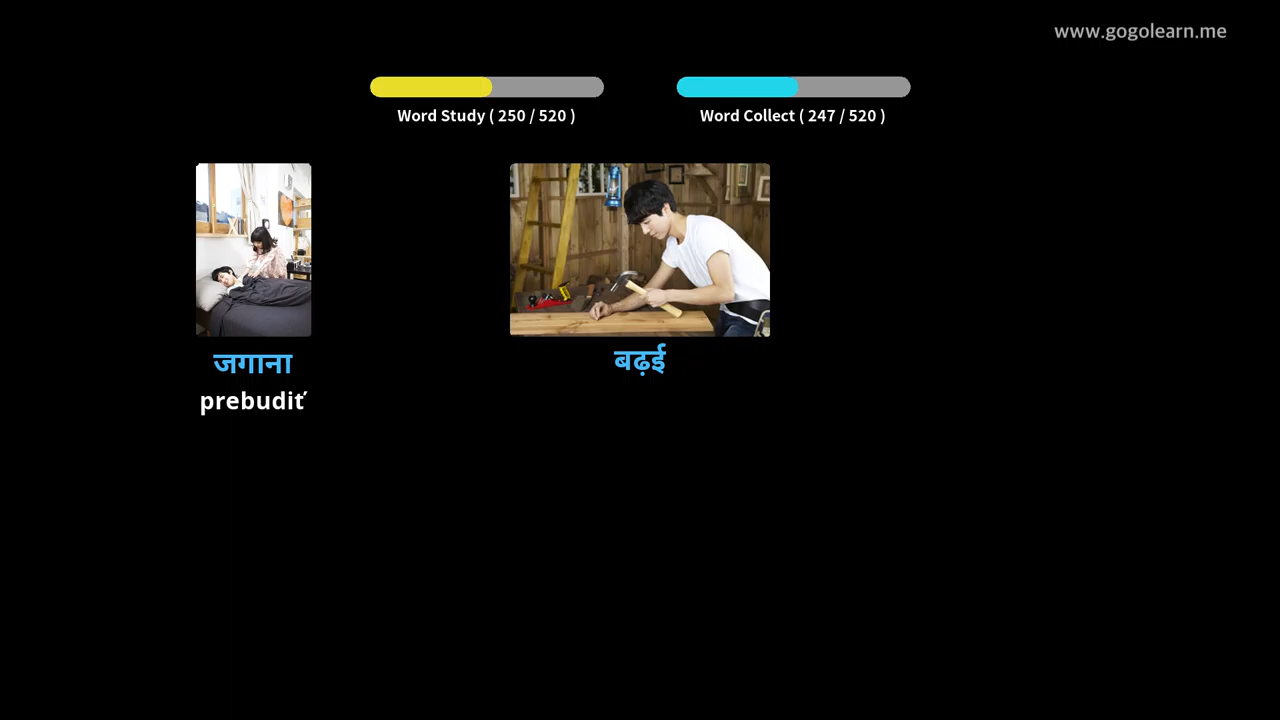 www.gogolearn.me
Word Study ( 250 / 520 )
Word Collect ( 247 / 520 )
जगाना
prebudiť
बढ़ई